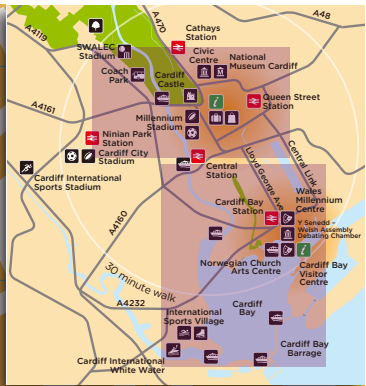 A4119
A470
A48
Cathays
Station
SWALEC
Stadium
Civic
Centre
National
Museum Cardiff
Coach
Park
Cardiff
Castle
Queen Street
Station
A4161
Millennium
Stadium
Ninian Park
Station
Cardiff City
Stadium
Cardiff International
Sports Stadium
Central
Station
Lloyd George Ave
Central Link
Cardiff Bay
Station
Wales
Millennium
Centre
Y Senedd –
Welsh Assembly
Debating Chamber
A4160
Norwegian Church
Arts Centre
Cardiff Bay
Visitor
Centre
30 minute walk
A4232
International
Sports Village
Cardiff
Bay
Cardiff Bay
Barrage
Cardiff International
White Water